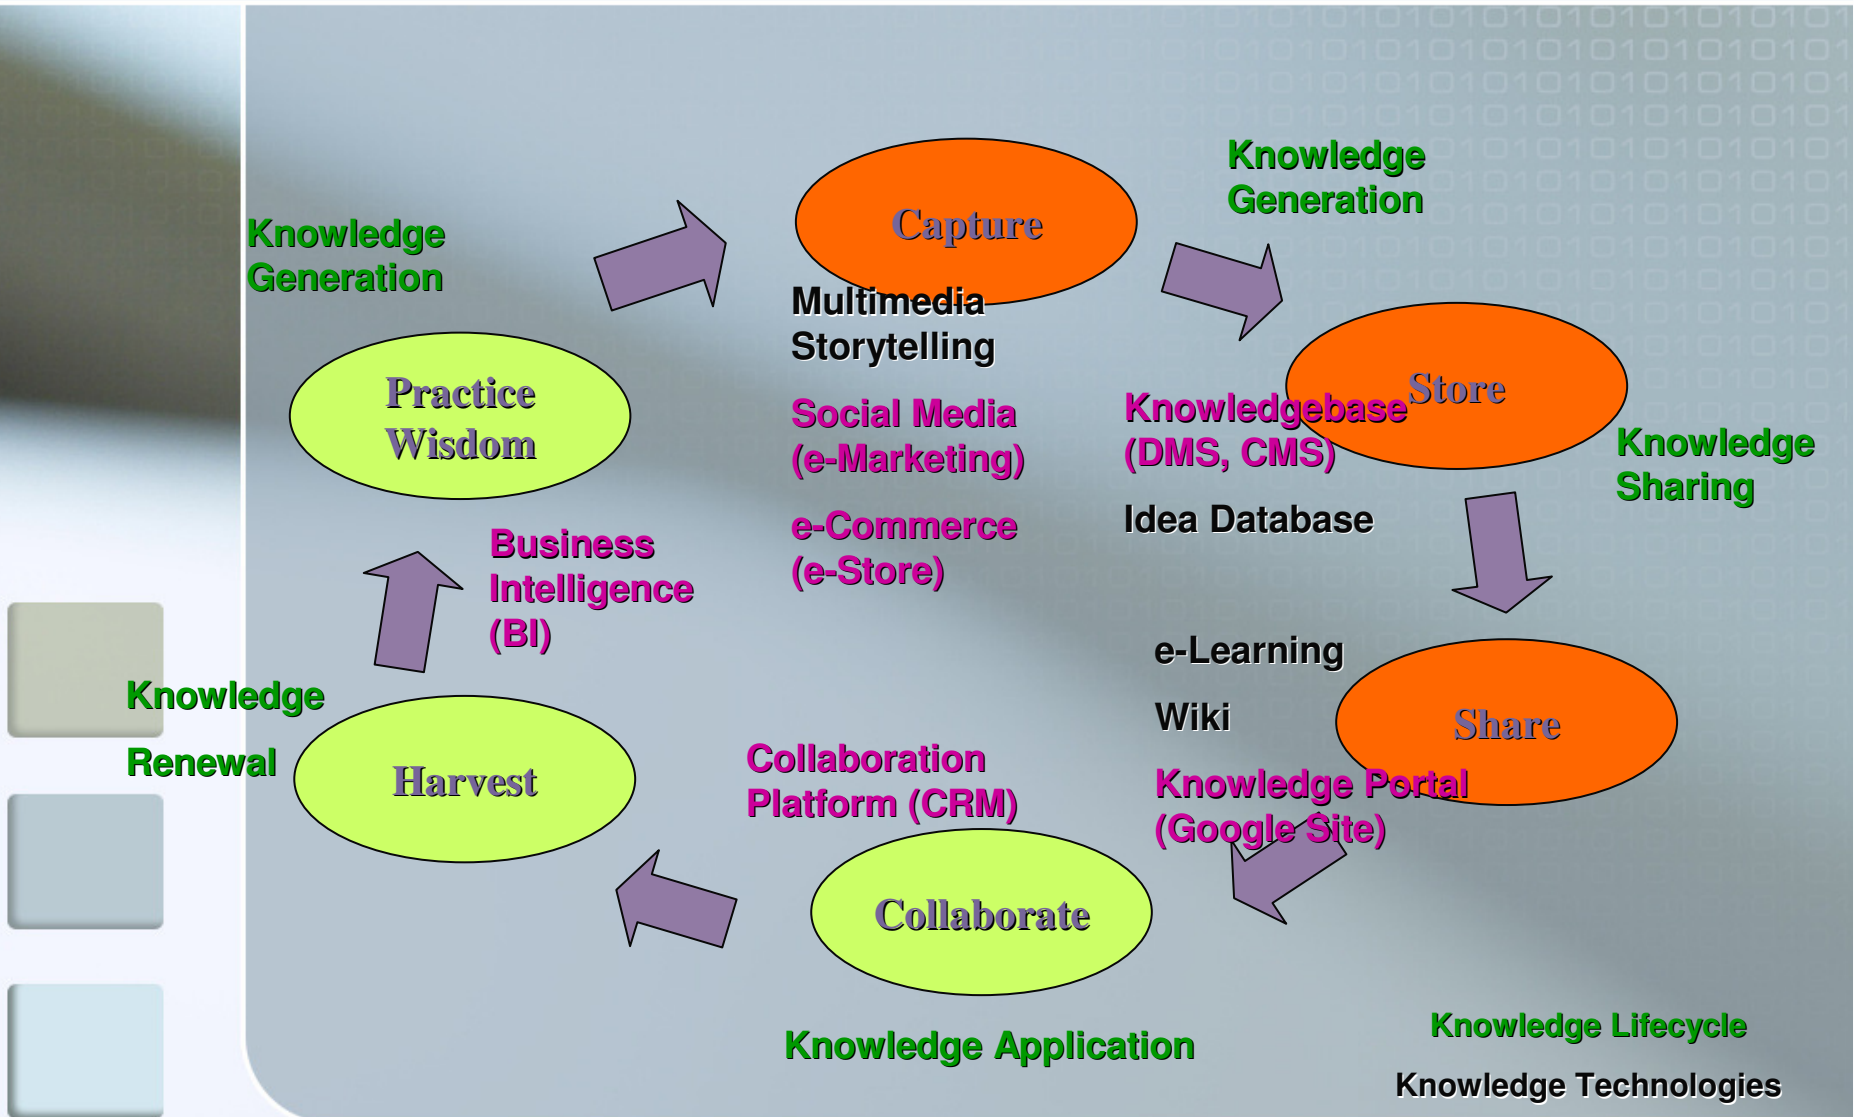 Knowledge
Generation
Capture
Knowledge
Generation
Multimedia
Storytelling
Social Media
(e-Marketing)
e-Commerce
(e-Store)
Practice
Wisdom
Store
Knowledgebase
(DMS, CMS)
Idea Database
Knowledge
Sharing
Business
Intelligence
(BI)
e-Learning
Wiki
Knowledge Portal
(Google Site)
Share
Knowledge
Renewal
Harvest
Collaboration
Platform (CRM)
Collaborate
Knowledge Application
Knowledge Lifecycle
Knowledge Technologies